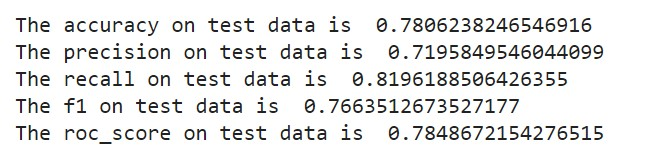 The accuracy on test data is  0.7806238246546916
The precision on test data is  0.7195849546044099
The recall on test data is  0.8196188506426355
The f1 on test data is  0.7663512673527177
The roc_score on test data is  0.7848672154276515